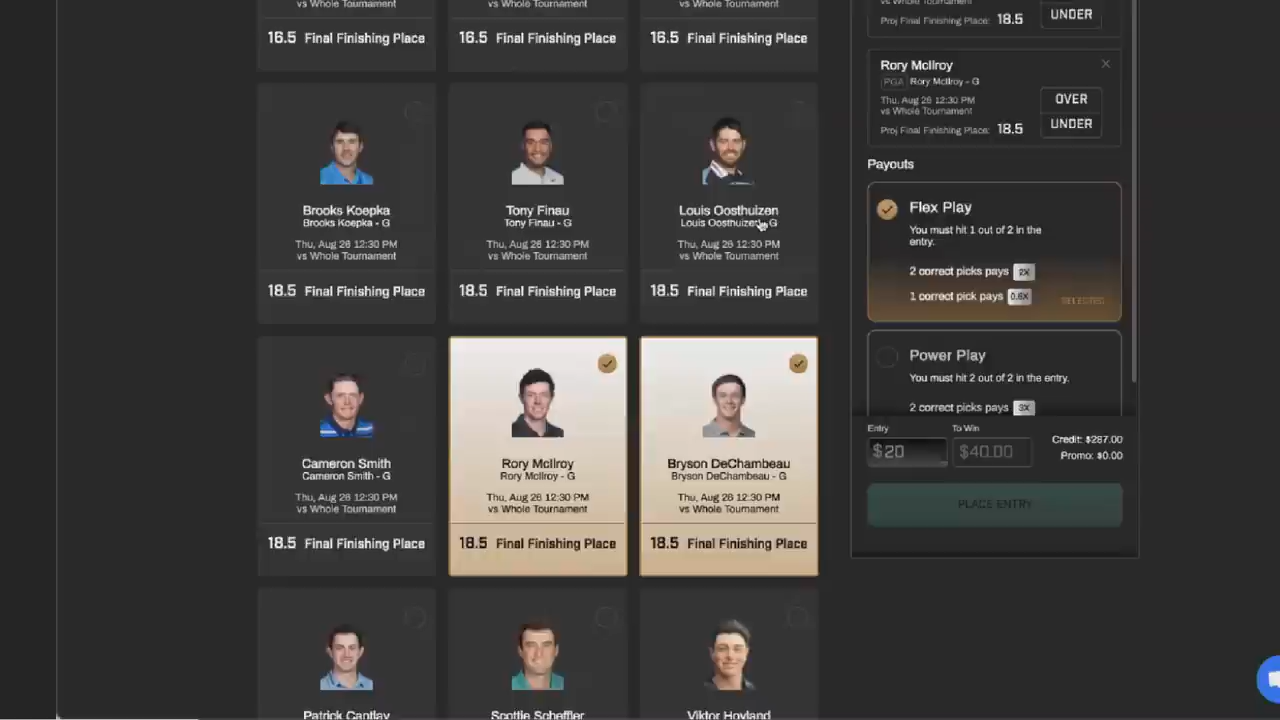 vs Whole Tournament
vs Whole Tournament
vs Whole Tournament
16.5 Final Finishing Place
16.5 Final Finishing Place
16.5 Final Finishing Place
Brooks Koepka
Brooks Koepka - G
Thu, Aug 26 12:30 PM
vs Whole Tournament
18.5 Final Finishing Place
Tony Finau
Tony Finau - G
Thu, Aug 26 12:30 PM
vs Whole Tournament
18.5 Final Finishing Place
Louis Oosthuizen
Louis Oosthuizen - G
Thu, Aug 26 12:30 PM
vs Whole Tournament
18.5 Final Finishing Place
Cameron Smith
Cameron Smith - G
Thu, Aug 26 12:30 PM
vs Whole Tournament
18.5 Final Finishing Place
Rory McIlroy
Rory McIlroy - G
Thu, Aug 26 12:30 PM
vs Whole Tournament
18.5 Final Finishing Place
Bryson DeChambeau
Bryson DeChambeau - G
Thu, Aug 26 12:30 PM
vs Whole Tournament
18.5 Final Finishing Place
Patrick Cantlay
Scottie Scheffler
Viktor Hovland
vs Whole Tournament
Proj Final Finishing Place: 18.5
UNDER
Rory McIlroy
PGA Rory McIlroy - G
Thu, Aug 26 12:30 PM
vs Whole Tournament
Proj Final Finishing Place: 18.5
OVER
UNDER
Payouts
Flex Play
You must hit 1 out of 2 in the
entry.
2 correct picks pays 2X
1 correct pick pays 0.6X
SELECTED
Power Play
You must hit 2 out of 2 in the entry.
2 correct picks pays 3X
Entry
$20
To Win
$40.00
Credit: $287.00
Promo: $0.00
PLACE ENTRY